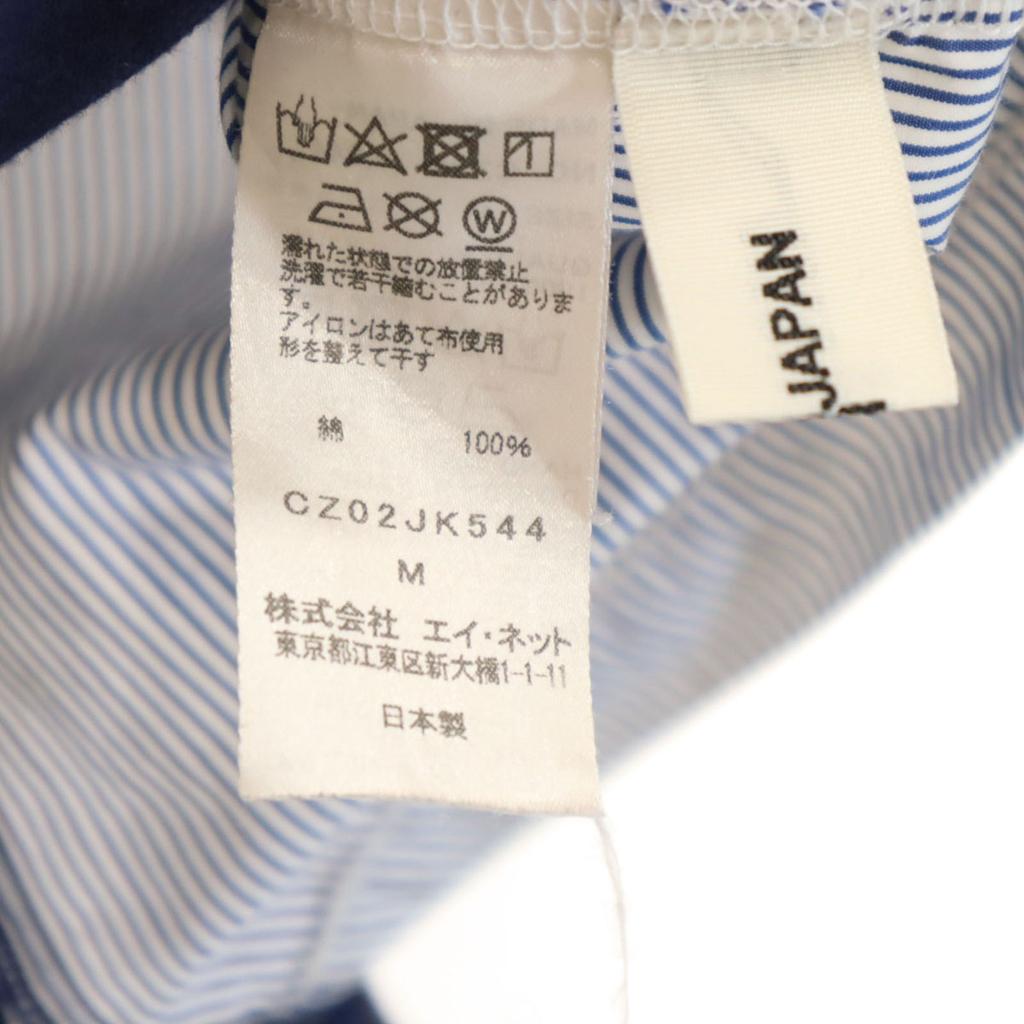 濡れた状態での放置禁止
洗濯で若干縮むことがありま
す。
アイロンはあて布使用
形を整えて干す
綿 100%
CZ02JK544
M
株式会社 エイ・ネット
東京都江東区新大橋1-1-11
日本製
JAPAN
W